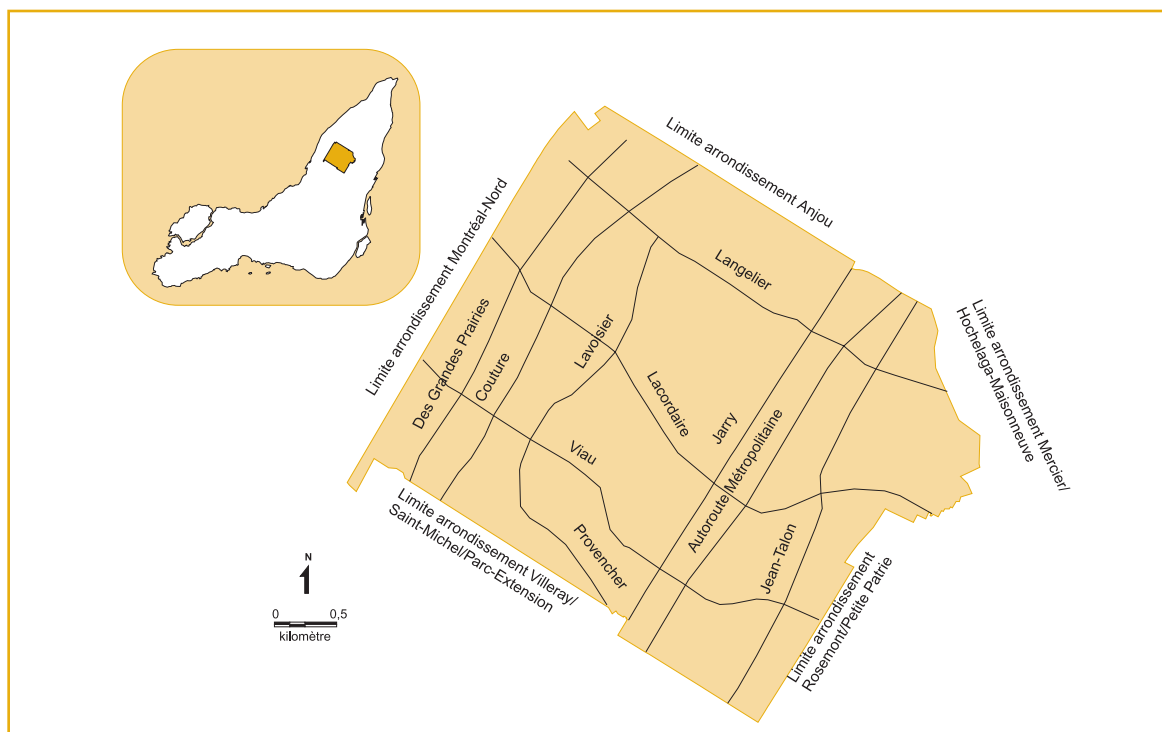 Limite arrondissement Anjou
Limite arrondissement Montréal-Nord
Langelier
Des Grandes Prairies
Couture
Lavoisier
Lacordaire
Limite arrondissement Mercier/
Hochelaga-Maisonneuve
Jarry
Autoroute Métropolitaine
Viau
Provencher
Jean-Talon
Limite arrondissement Villeray/
Saint-Michel/Parc-Extension
Limite arrondissement
Rosemont/Petite Patrie
N
0 0,5
kilomètre